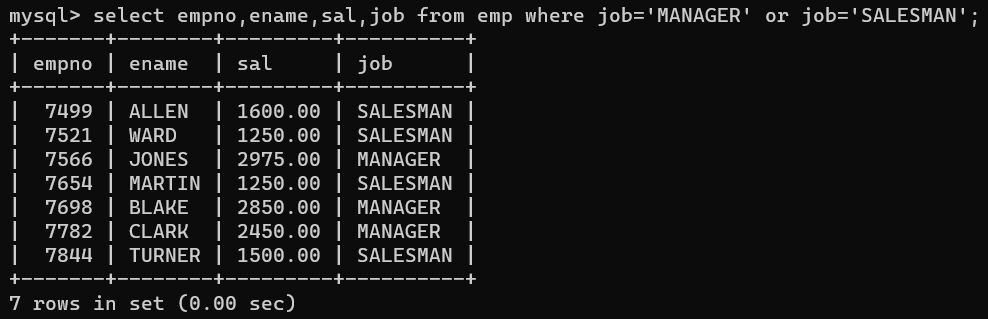 mysql> select empno,ename,sal,job from emp where job='MANAGER' or job='SALESMAN';
+-------+--------+---------+----------+
| empno | ename  | sal     | job      |
+-------+--------+---------+----------+
|  7499 | ALLEN  | 1600.00 | SALESMAN |
|  7521 | WARD   | 1250.00 | SALESMAN |
|  7566 | JONES  | 2975.00 | MANAGER  |
|  7654 | MARTIN | 1250.00 | SALESMAN |
|  7698 | BLAKE  | 2850.00 | MANAGER  |
|  7782 | CLARK  | 2450.00 | MANAGER  |
|  7844 | TURNER | 1500.00 | SALESMAN |
+-------+--------+---------+----------+
7 rows in set (0.00 sec)